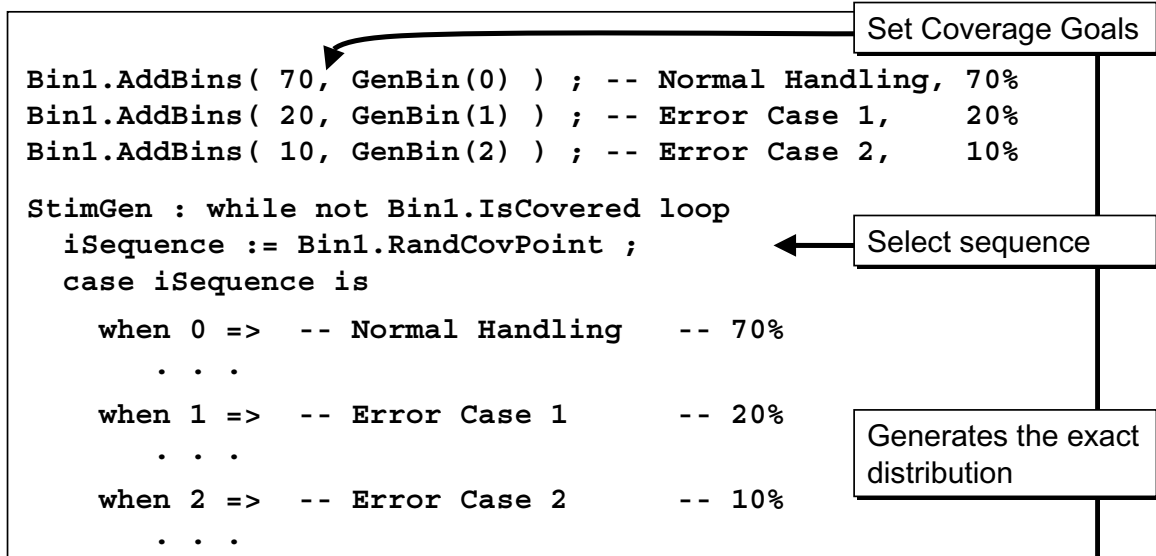 Set Coverage Goals
Bin1.AddBins( 70, GenBin(0) ) ; -- Normal Handling, 70%
Bin1.AddBins( 20, GenBin(1) ) ; -- Error Case 1,    20%
Bin1.AddBins( 10, GenBin(2) ) ; -- Error Case 2,    10%
StimGen : while not Bin1.IsCovered loop
iSequence := Bin1.RandCovPoint ;
Select sequence
case iSequence is
when 0 =>  -- Normal Handling   -- 70%
. . .
when 1 =>  -- Error Case 1      -- 20%
Generates the exact
distribution
. . .
when 2 =>  -- Error Case 2      -- 10%
. . .